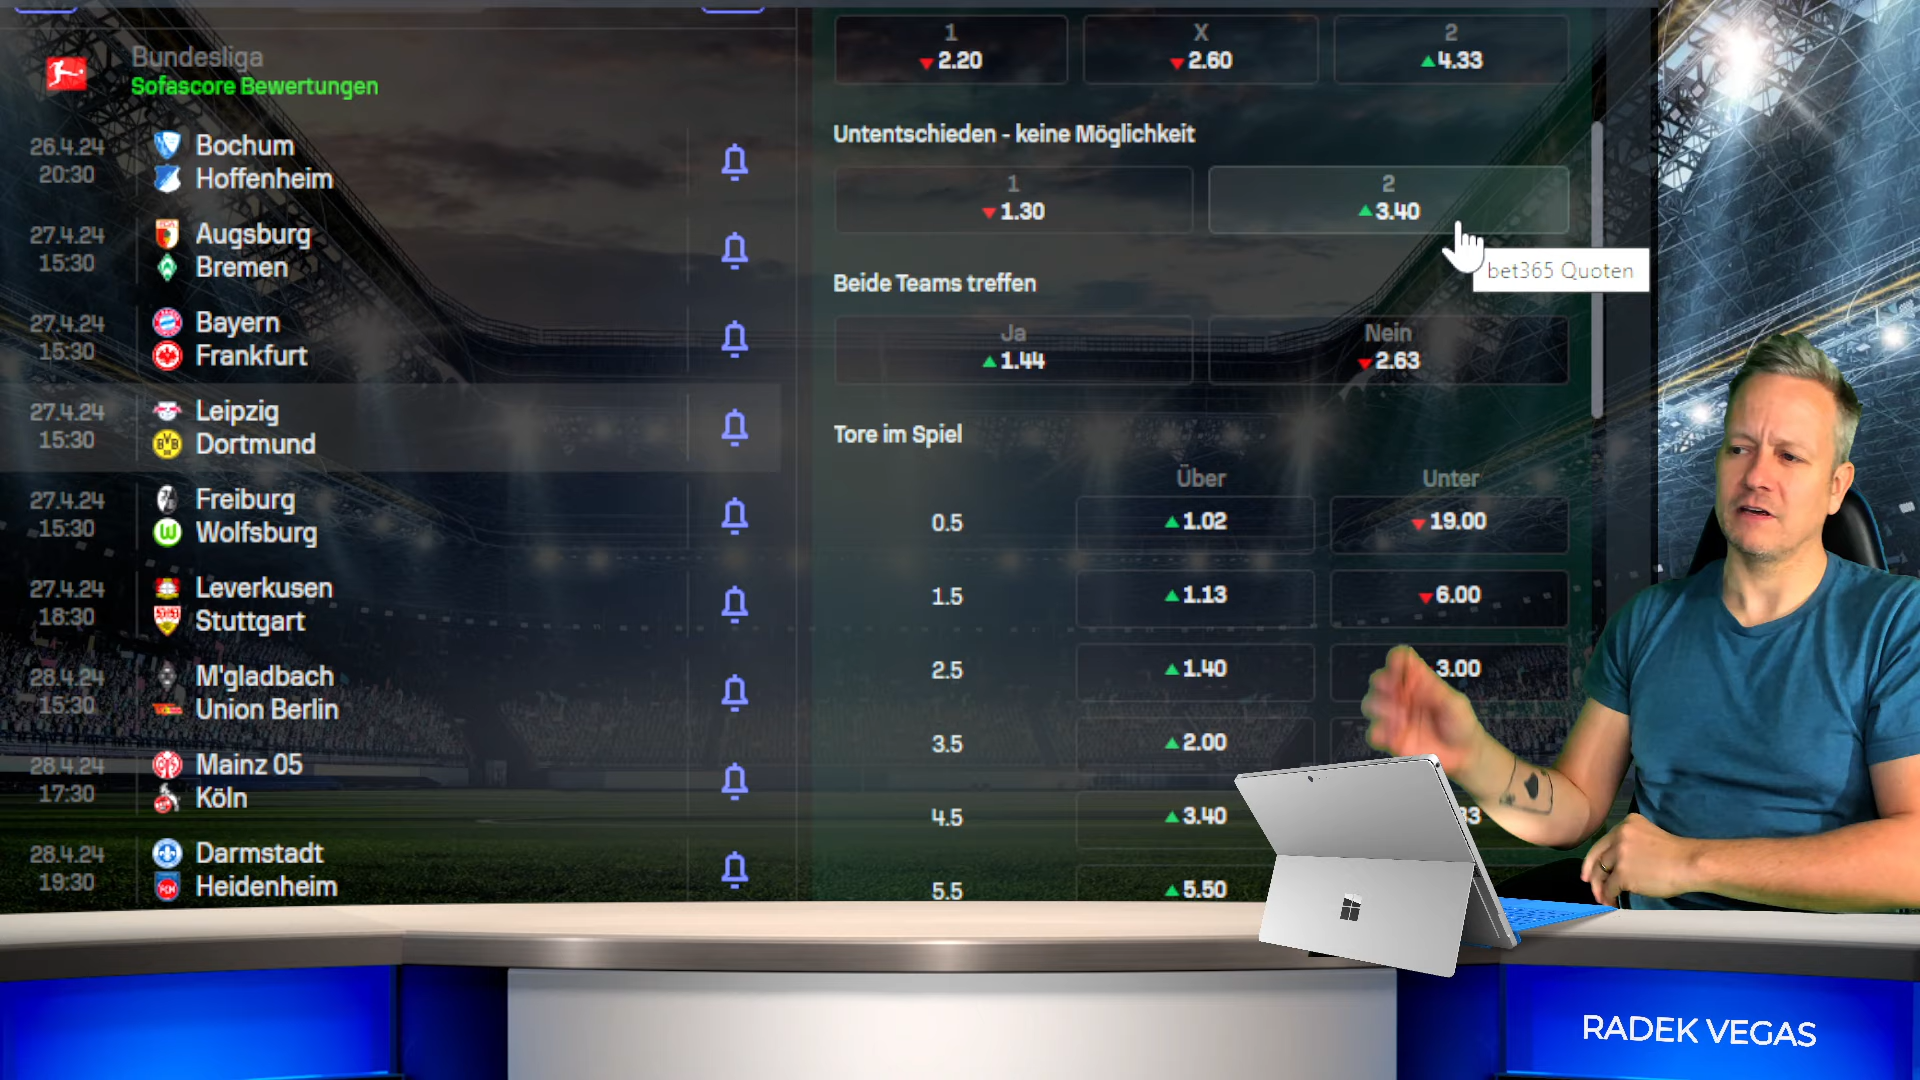 Bundesliga
Sofascore Bewertungen
26.4.24
20:30
Bochum
Hoffenheim
27.4.24
15:30
Augsburg
Bremen
27.4.24
15:30
Bayern
Frankfurt
27.4.24
15:30
Leipzig
Dortmund
27.4.24
15:30
Freiburg
Wolfsburg
27.4.24
18:30
Leverkusen
Stuttgart
28.4.24
15:30
M'gladbach
Union Berlin
28.4.24
17:30
Mainz 05
Köln
28.4.24
19:30
Darmstadt
Heidenheim
1 X 2
2.20 2.60 4.33
Untentschieden - keine Möglichkeit
1 2
1.30 3.40
bet365 Quoten
Beide Teams treffen
Ja Nein
1.44 2.63
Tore im Spiel
Über Unter
0.5 1.02 19.00
1.5 1.13 6.00
2.5 1.40 3.00
3.5 2.00
4.5 3.40
5.5 5.50
RADEK VEGAS